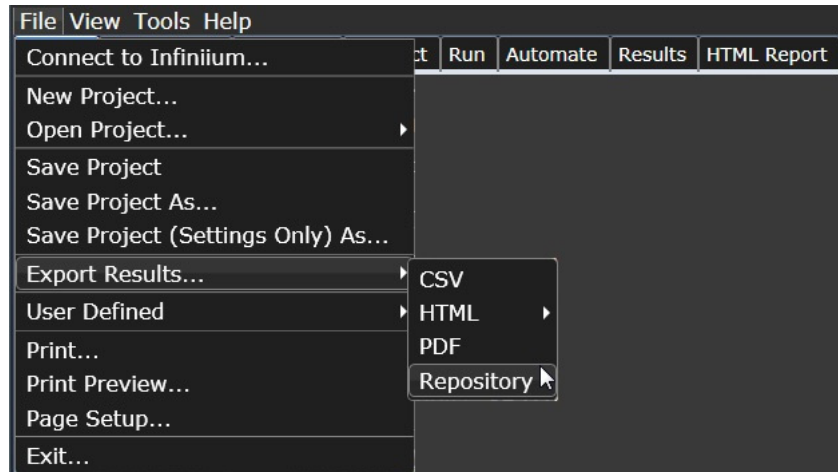 File View Tools Help
ct Run Automate Results HTML Report
Connect to Infiniium...
New Project...
Open Project...
Save Project
Save Project As...
Save Project (Settings Only) As...
Export Results...
User Defined
Print...
Print Preview...
Page Setup...
Exit...
CSV
HTML
PDF
Repository